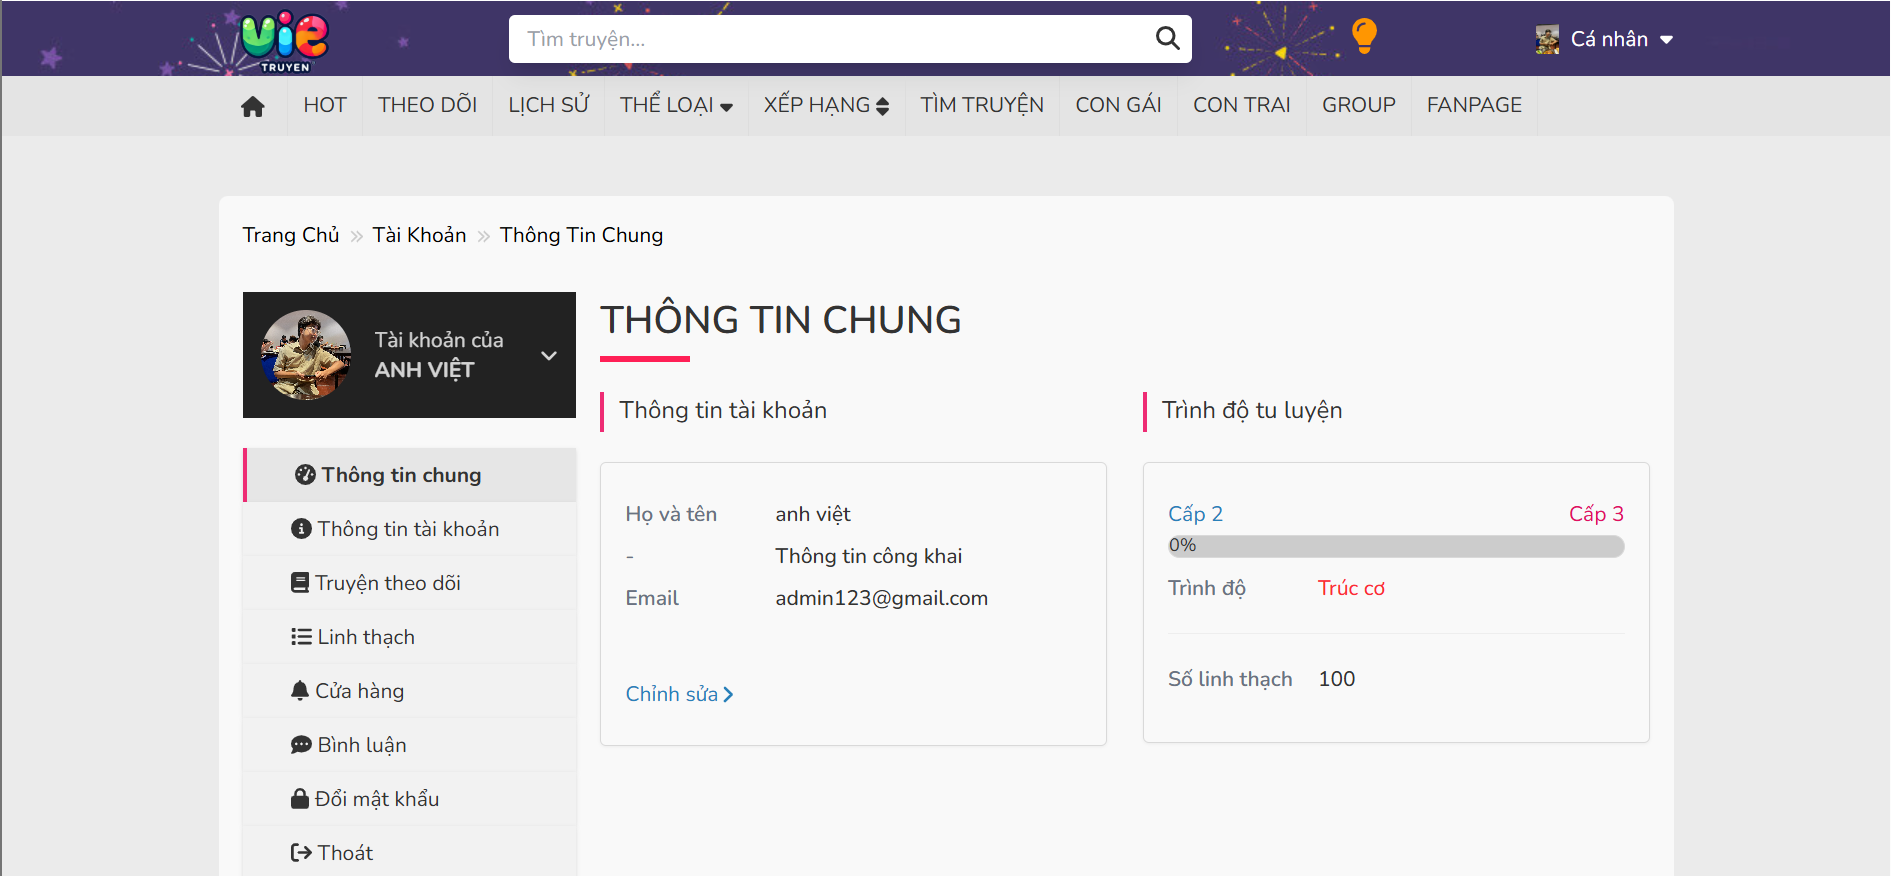 Vie
TRUYEN
Tìm truyện...
Cá nhân
HOT
THEO DÕI
LỊCH SỬ
THỂ LOẠI
XẾP HẠNG
TÌM TRUYỆN
CON GÁI
CON TRAI
GROUP
FANPAGE
Trang Chủ » Tài Khoản » Thông Tin Chung
Tài khoản của
ANH VIỆT
Thông tin chung
Thông tin tài khoản
Truyện theo dõi
Linh thạch
Cửa hàng
Bình luận
Đổi mật khẩu
Thoát
THÔNG TIN CHUNG
Thông tin tài khoản
Họ và tên anh việt
- Thông tin công khai
Email admin123@gmail.com
Chỉnh sửa
Trình độ tu luyện
Cấp 2 Cấp 3
0%
Trình độ Trúc cơ
Số linh thạch 100